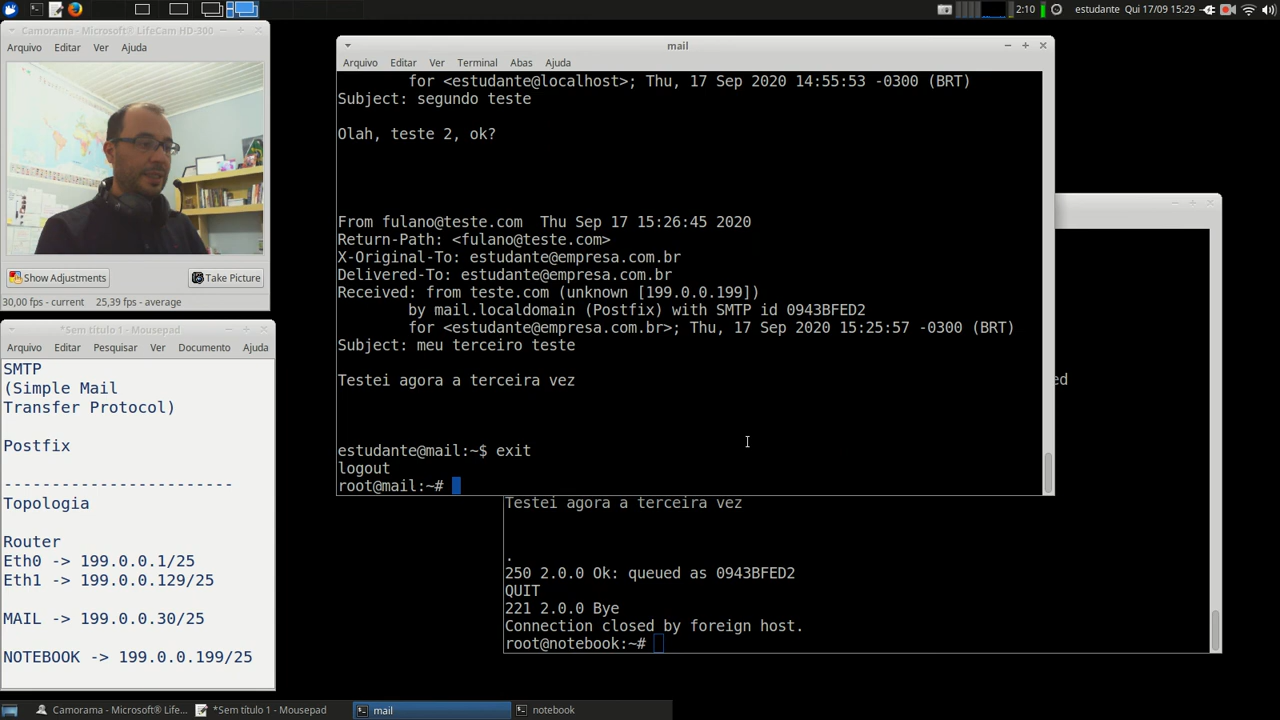 2:10
estudante
Qui 17/09 15:29
Camorama - Microsoft® LifeCam HD-300
Arquivo Editar Ver Ajuda
Show Adjustments
Take Picture
30,00 fps - current 25,39 fps - average
*Sem título 1 - Mousepad
Arquivo Editar Pesquisar Ver Documento Ajuda
SMTP
(Simple Mail
Transfer Protocol)
Postfix
--------------------------
Topologia
Router
Eth0 -> 199.0.0.1/25
Eth1 -> 199.0.0.129/25
MAIL -> 199.0.0.30/25
NOTEBOOK -> 199.0.0.199/25
mail
Arquivo Editar Ver Terminal Abas Ajuda
for <estudante@localhost>; Thu, 17 Sep 2020 14:55:53 -0300 (BRT)
Subject: segundo teste
Olah, teste 2, ok?
From fulano@teste.com  Thu Sep 17 15:26:45 2020
Return-Path: <fulano@teste.com>
X-Original-To: estudante@empresa.com.br
Delivered-To: estudante@empresa.com.br
Received: from teste.com (unknown [199.0.0.199])
by mail.localdomain (Postfix) with SMTP id 0943BFED2
for <estudante@empresa.com.br>; Thu, 17 Sep 2020 15:25:57 -0300 (BRT)
Subject: meu terceiro teste
Testei agora a terceira vez
estudante@mail:~$ exit
logout
root@mail:~#
ed
Testei agora a terceira vez
.
250 2.0.0 Ok: queued as 0943BFED2
QUIT
221 2.0.0 Bye
Connection closed by foreign host.
root@notebook:~#
Camorama - Microsoft® LifeC...
*Sem título 1 - Mousepad
mail
notebook